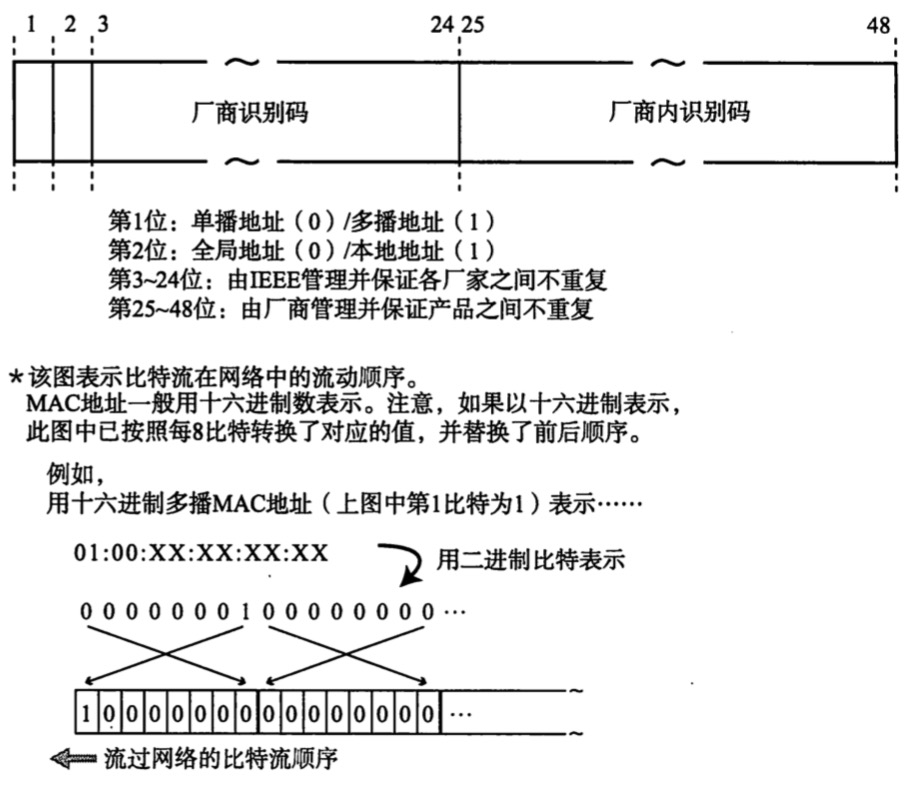 1 2 3 24 25 48
厂商识别码 厂商内识别码
第1位：单播地址（0）/多播地址（1）
第2位：全局地址（0）/本地地址（1）
第3~24位：由IEEE管理并保证各厂家之间不重复
第25~48位：由厂商管理并保证产品之间不重复
*该图表示比特流在网络中的流动顺序。
MAC地址一般用十六进制数表示。注意，如果以十六进制表示，
此图中已按照每8比特转换了对应的值，并替换了前后顺序。
例如，
用十六进制多播MAC地址（上图中第1比特为1）表示……
01:00:XX:XX:XX:XX
用二进制比特表示
0 0 0 0 0 0 0 1 0 0 0 0 0 0 0 0 …
1 0 0 0 0 0 0 0 0 0 0 0 0 0 0 0 …
流过网络的比特流顺序